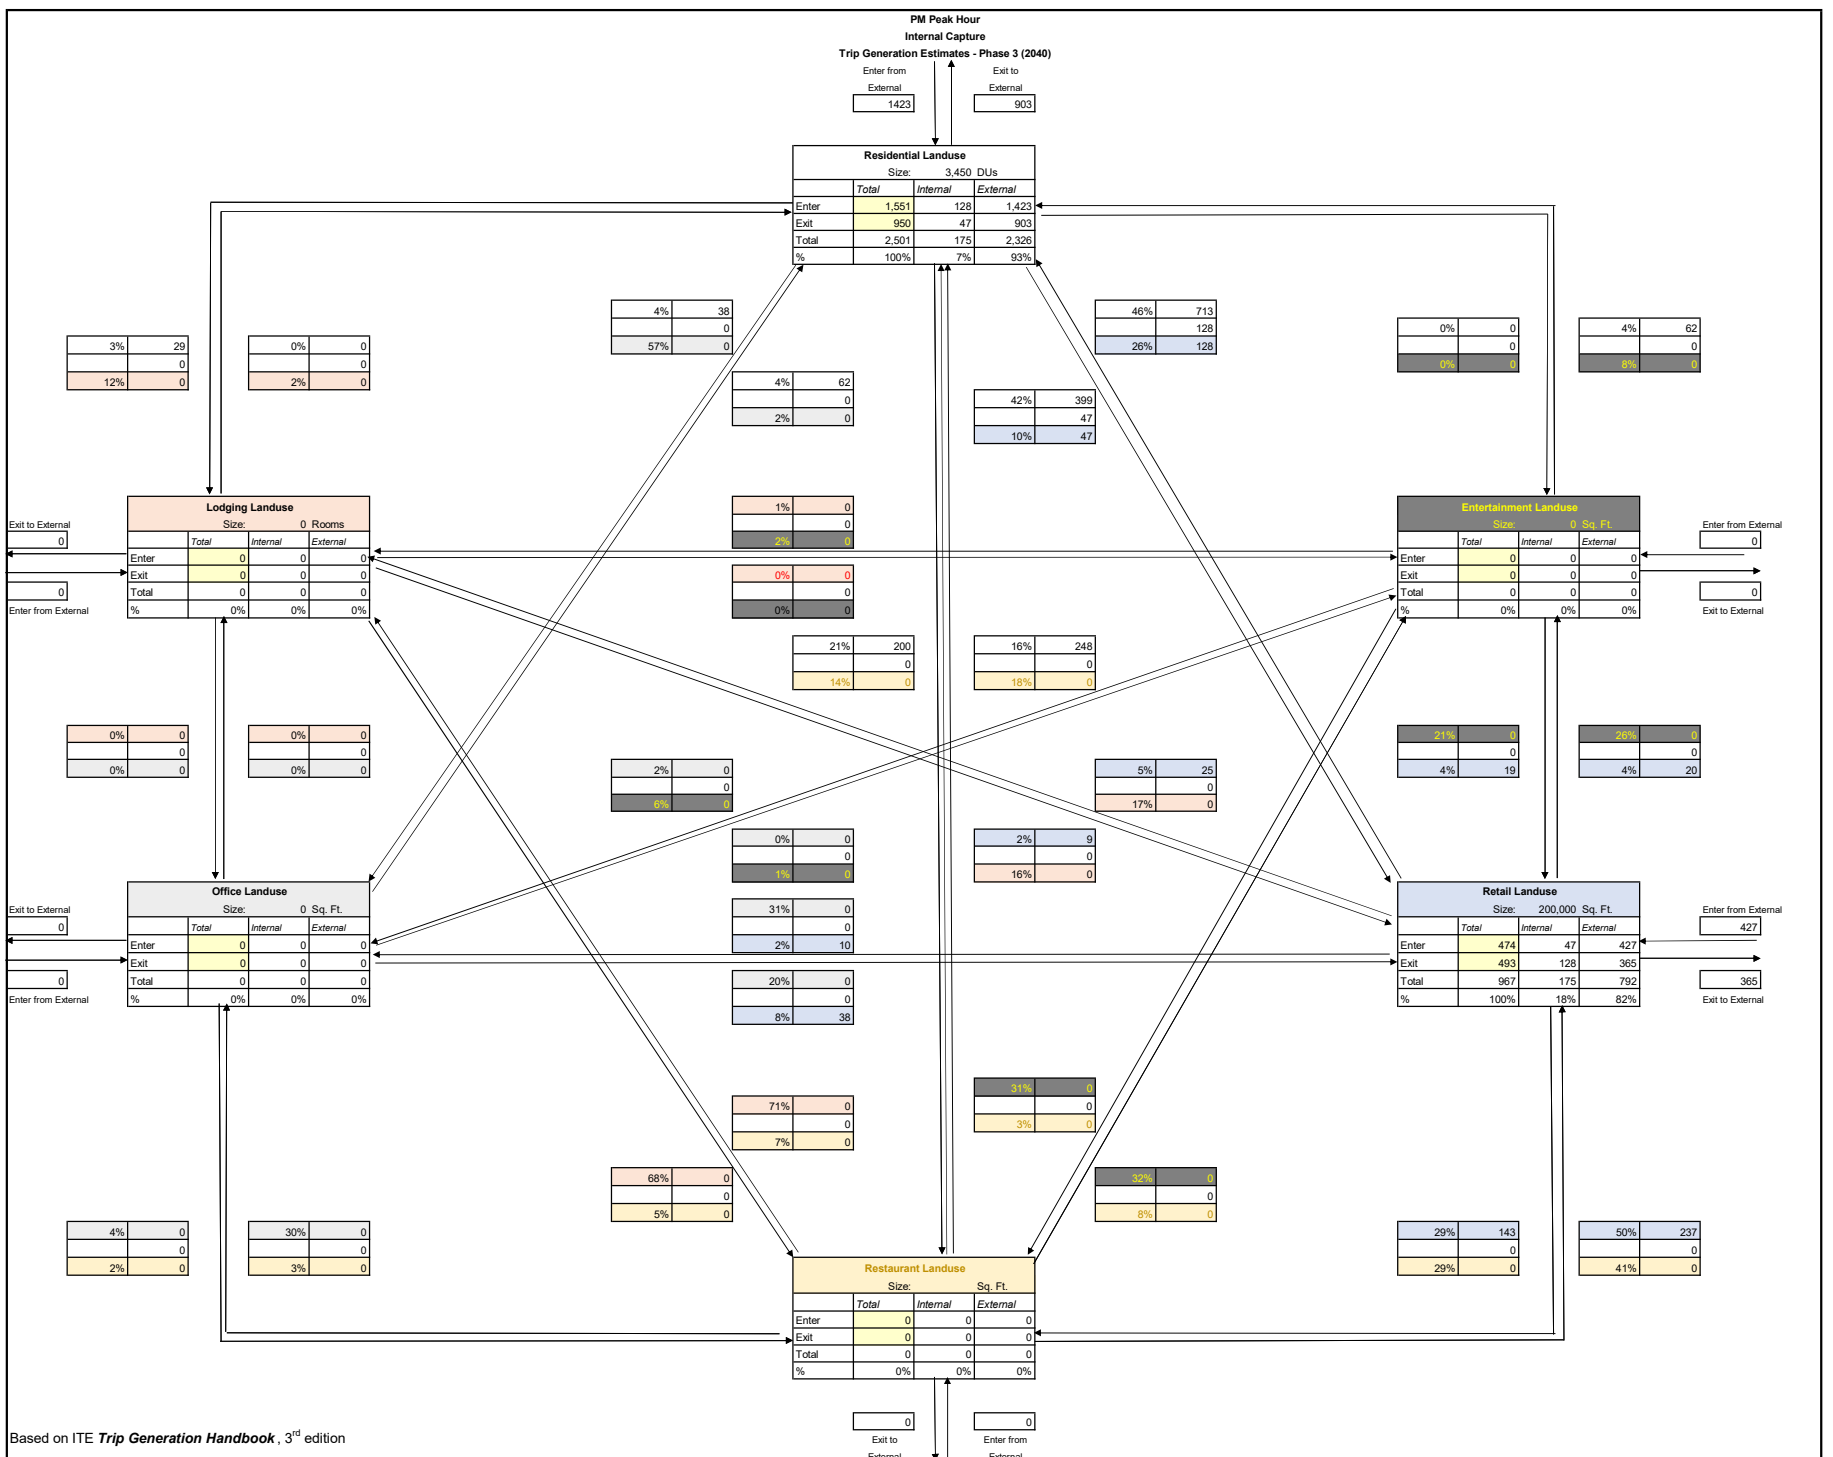 PM Peak Hour
Internal Capture
Trip Generation Estimates - Phase 3 (2040)
Enter from Exit to
External External
1423 903
Residential Landuse
Size: 3,450 DUs
Total Internal External
Enter 1,551 128 1,423
Exit 950 47 903
Total 2,501 175 2,326
% 100% 7% 93%
4% 38
0
57% 0
46% 713
128
26% 128
3% 29
0
12% 0
0% 0
0
2% 0
0% 0
0
0% 0
4% 62
0
8% 0
4% 62
0
2% 0
42% 399
47
10% 47
Lodging Landuse
Size: 0 Rooms
Total Internal External
Enter 0 0 0
Exit 0 0 0
Total 0 0 0
% 0% 0% 0%
Exit to External
0
0
Enter from External
1% 0
0
2% 0
0% 0
0
0% 0
Entertainment Landuse
Size: 0 Sq. Ft.
Total Internal External
Enter 0 0 0
Exit 0 0 0
Total 0 0 0
% 0% 0% 0%
Enter from External
0
0
Exit to External
21% 200
0
14% 0
16% 248
0
18% 0
0% 0
0
0% 0
0% 0
0
0% 0
2% 0
0
6% 0
5% 25
0
17% 0
21% 0
0
4% 19
26% 0
0
4% 20
0% 0
0
1% 0
2% 9
0
16% 0
Office Landuse
Size: 0 Sq. Ft.
Total Internal External
Enter 0 0 0
Exit 0 0 0
Total 0 0 0
% 0% 0% 0%
Exit to External
0
0
Enter from External
31% 0
0
2% 10
20% 0
0
8% 38
Retail Landuse
Size: 200,000 Sq. Ft.
Total Internal External
Enter 474 47 427
Exit 493 128 365
Total 967 175 792
% 100% 18% 82%
Enter from External
427
365
Exit to External
71% 0
0
7% 0
31% 0
0
3% 0
68% 0
0
5% 0
32% 0
0
8% 0
4% 0
0
2% 0
30% 0
0
3% 0
29% 143
0
29% 0
50% 237
0
41% 0
Restaurant Landuse
Size: Sq. Ft.
Total Internal External
Enter 0 0 0
Exit 0 0 0
Total 0 0 0
% 0% 0% 0%
0 0
Exit to Enter from
External External
Based on ITE Trip Generation Handbook, 3rd edition